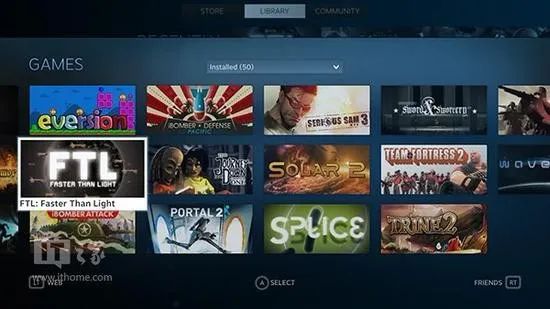 STORE
LIBRARY
COMMUNITY
GAMES
Installed (50)
eversion
iBOMBER DEFENSE
PACIFIC
SERIOUS SAM 3
Sword & Sworcery
FTL
FASTER THAN LIGHT
FTL: Faster Than Light
JOURNEY DOWN
SOLAR 2
TEAM FORTRESS 2
wave
iBOMBER ATTACK
PORTAL 2
SPLICE
TRINE 2
www.ithome.com
LT WEB
A SELECT
FRIENDS RT